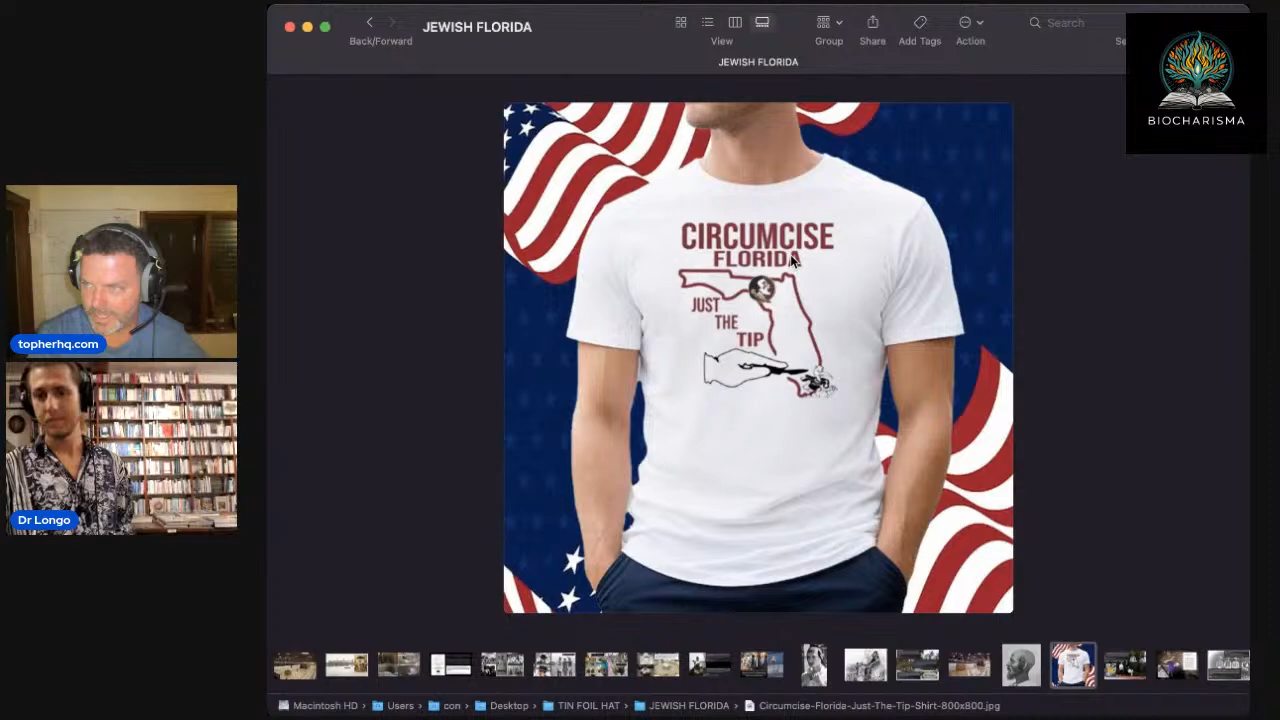 JEWISH FLORIDA
Back/Forward
View
Group
Share
Add Tags
Action
Search
JEWISH FLORIDA
BIOCHARISMA
CIRCUMCISE
FLORIDA
JUST
THE
TIP
topherhq.com
Dr Longo
Macintosh HD › Users › con › Desktop › TIN FOIL HAT › JEWISH FLORIDA › Circumcise-Florida-Just-The-Tip-Shirt-800x800.jpg